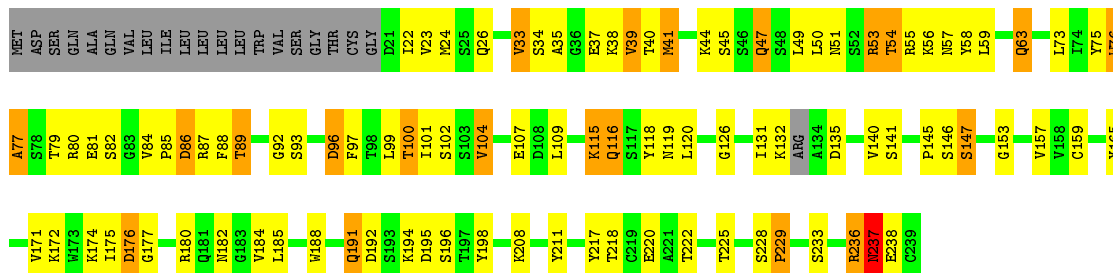 MET ASP SER GLN ALA GLN VAL LEU ILE LEU LEU LEU LEU TRP VAL SER GLY THR CYS GLY D21 I22 V23 M24 S25 Q26 V33 S34 A35 G36 E37 K38 V39 T40 M41 K44 S45 S46 Q47 S48 L49 L50 N51 S52 R53 T54 R55 K56 N57 Y58 L59 Q63 L73 I74 Y75
A77 S78 T79 R80 E81 S82 G83 V84 P85 D86 R87 F88 T89 G92 S93 D96 F97 T98 L99 T100 I101 S102 S103 V104 E107 D108 L109 K115 Q116 S117 Y118 N119 L120 G126 I131 K132 ARG A134 D135 V140 S141 P145 S146 S147 G153 V157 V158 C159
V171 K172 W173 K174 I175 D176 G177 R180 Q181 N182 G183 V184 L185 W188 Q191 D192 S193 K194 D195 S196 T197 Y198 K208 Y211 Y217 T218 C219 E220 A221 T222 T225 S228 P229 S233 R236 N237 E238 C239